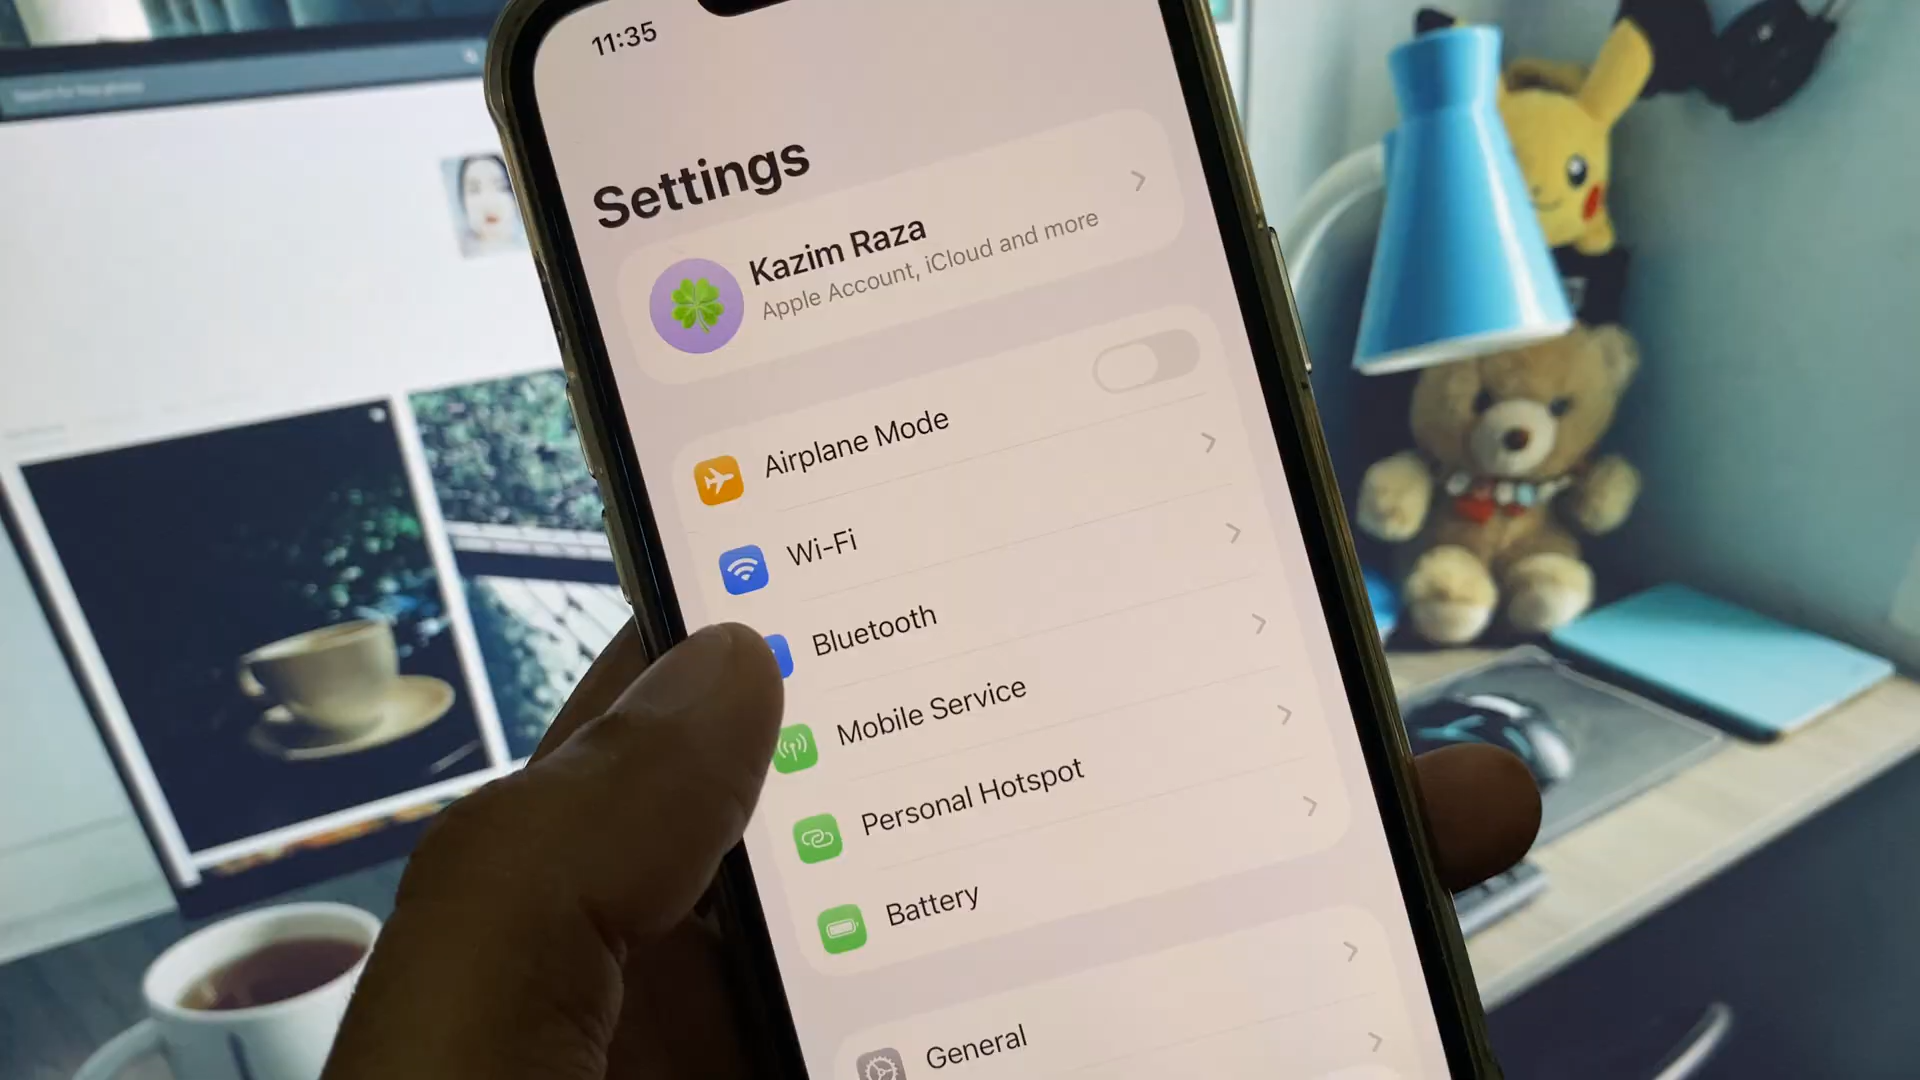 11:35
Settings
Kazim Raza
Apple Account, iCloud and more
Airplane Mode
Wi-Fi
Bluetooth
Mobile Service
Personal Hotspot
Battery
General